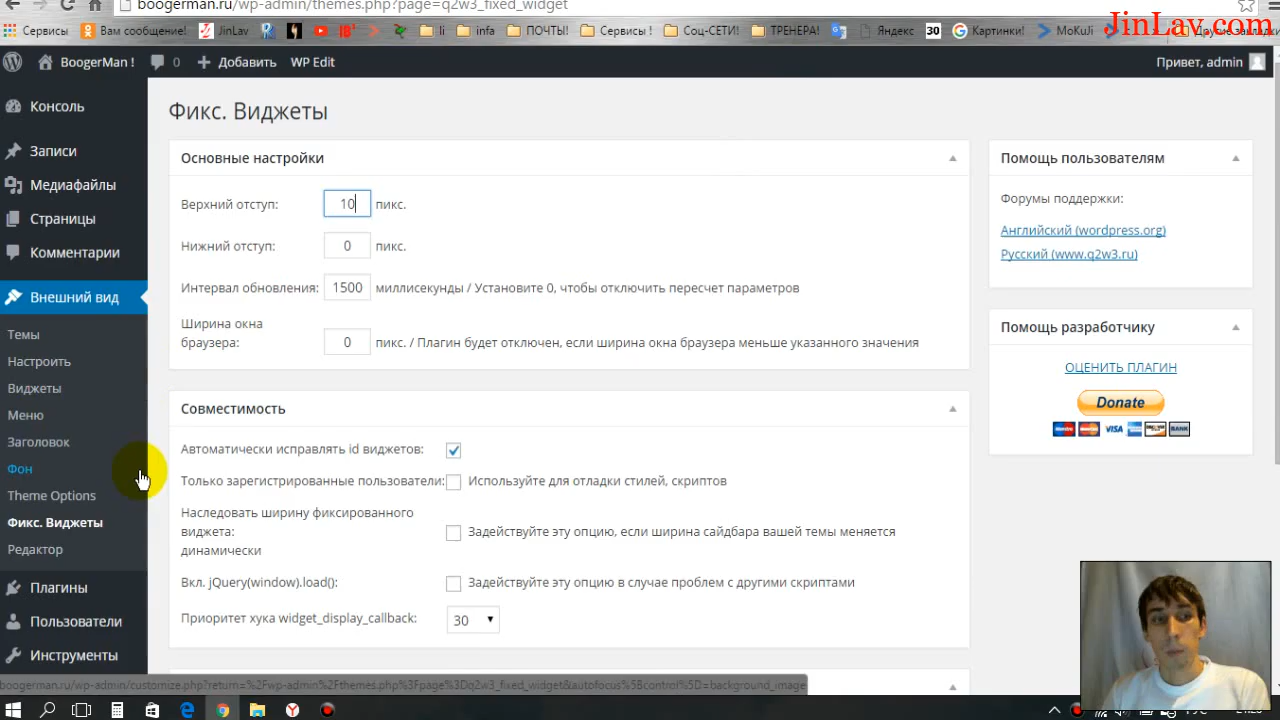 boogerman.ru/wp-admin/themes.php?page=q2w3_fixed_widget
JinLav.com
Сервисы Вам сообщение! JinLav li infa ПОЧТЫ! Сервисы ! Соц-СЕТИ! ТРЕНЕРА! Яндекс 30 Картинки! MoKuJi Другие закладки
BoogerMan ! 0 Добавить WP Edit Привет, admin
Консоль
Записи
Медиафайлы
Страницы
Комментарии
Внешний вид
Темы
Настроить
Виджеты
Меню
Заголовок
Фон
Theme Options
Фикс. Виджеты
Редактор
Плагины
Пользователи
Инструменты
Фикс. Виджеты
Основные настройки
Верхний отступ: 10 пикс.
Нижний отступ: 0 пикс.
Интервал обновления: 1500 миллисекунды / Установите 0, чтобы отключить пересчет параметров
Ширина окна
браузера: 0 пикс. / Плагин будет отключен, если ширина окна браузера меньше указанного значения
Совместимость
Автоматически исправлять id виджетов:
Только зарегистрированные пользователи: Используйте для отладки стилей, скриптов
Наследовать ширину фиксированного
виджета: Задействуйте эту опцию, если ширина сайдбара вашей темы меняется
динамически
Вкл. jQuery(window).load(): Задействуйте эту опцию в случае проблем с другими скриптами
Приоритет хука widget_display_callback: 30
Помощь пользователям
Форумы поддержки:
Английский (wordpress.org)
Русский (www.q2w3.ru)
Помощь разработчику
ОЦЕНИТЬ ПЛАГИН
Donate
VISA
boogerman.ru/wp-admin/customize.php?return=%2Fwp-admin%2Fthemes.php%3Fpage%3Dq2w3_fixed_widget&autofocus%5Bcontrol%5D=background_image